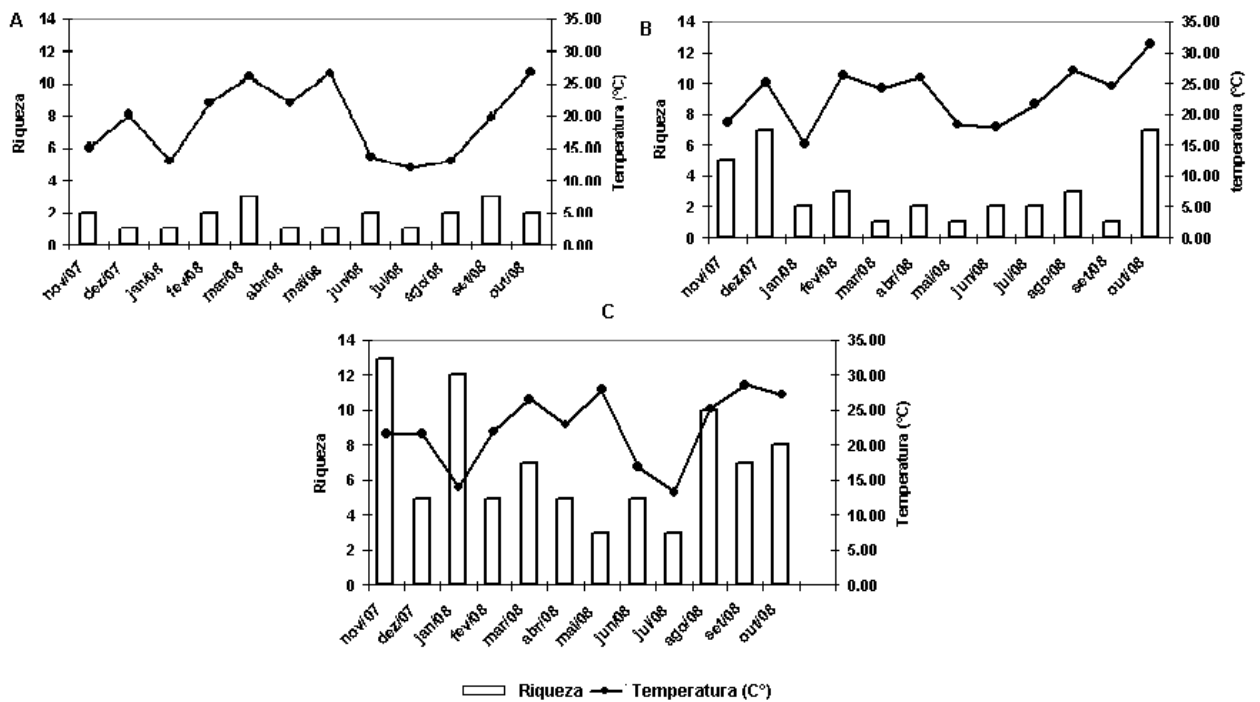 A
Riqueza
14
12
10
8
6
4
2
0
35.00
30.00
25.00
20.00
15.00
10.00
5.00
0.00
Temperatura (°C)
nov/07
dez/07
jan/08
fev/08
mar/08
abr/08
mai/08
jun/08
jul/08
ago/08
set/08
out/08
B
Riqueza
14
12
10
8
6
4
2
0
35.00
30.00
25.00
20.00
15.00
10.00
5.00
0.00
temperatura (°C)
nov/07
dez/07
jan/08
fev/08
mar/08
abr/08
mai/08
jun/08
jul/08
ago/08
set/08
out/08
C
Riqueza
14
12
10
8
6
4
2
0
35.00
30.00
25.00
20.00
15.00
10.00
5.00
0.00
Temperatura (°C)
nov/07
dez/07
jan/08
fev/08
mar/08
abr/08
mai/08
jun/08
jul/08
ago/08
set/08
out/08
Riqueza Temperatura (C°)